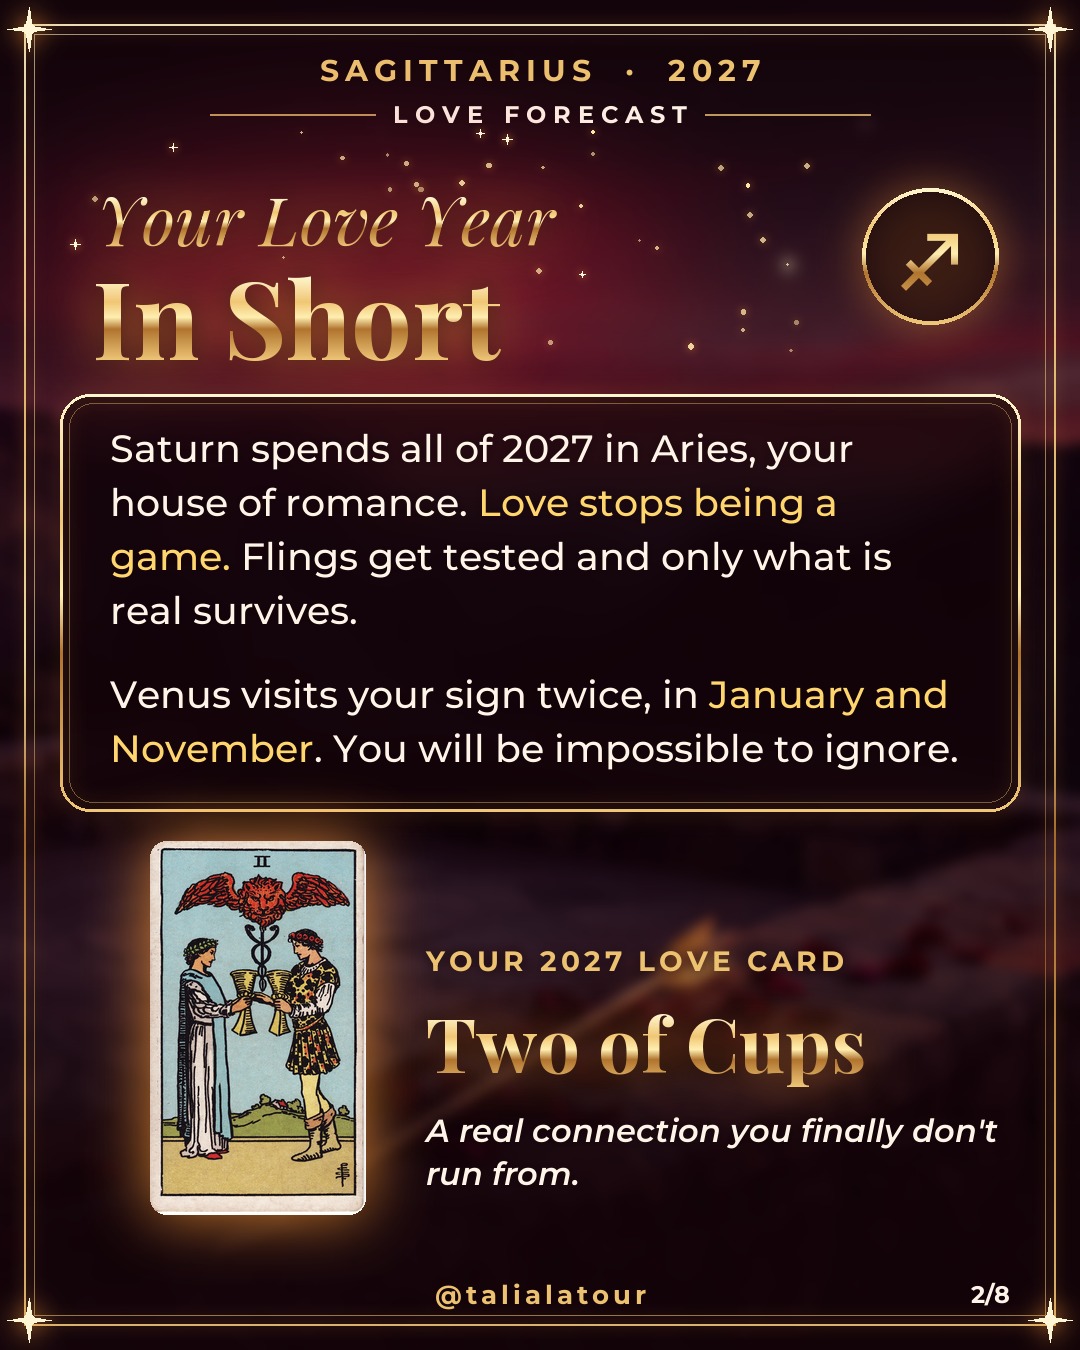 SAGITTARIUS · 2027
LOVE FORECAST
Your Love Year
In Short
Saturn spends all of 2027 in Aries, your
house of romance. Love stops being a
game. Flings get tested and only what is
real survives.
Venus visits your sign twice, in January and
November. You will be impossible to ignore.
II
YOUR 2027 LOVE CARD
Two of Cups
A real connection you finally don't
run from.
@talialatour
2/8